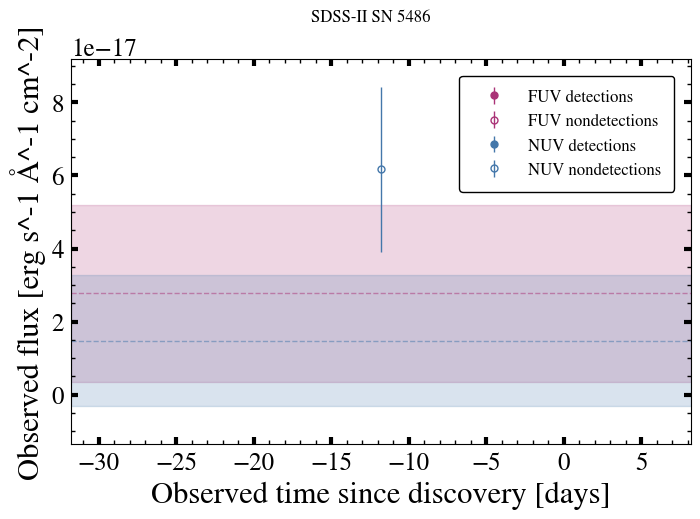 SDSS-II SN 5486
1e−17
Observed flux [erg s^-1 Å^-1 cm^-2]
8
6
4
2
0
FUV detections
FUV nondetections
NUV detections
NUV nondetections
−30 −25 −20 −15 −10 −5 0 5
Observed time since discovery [days]